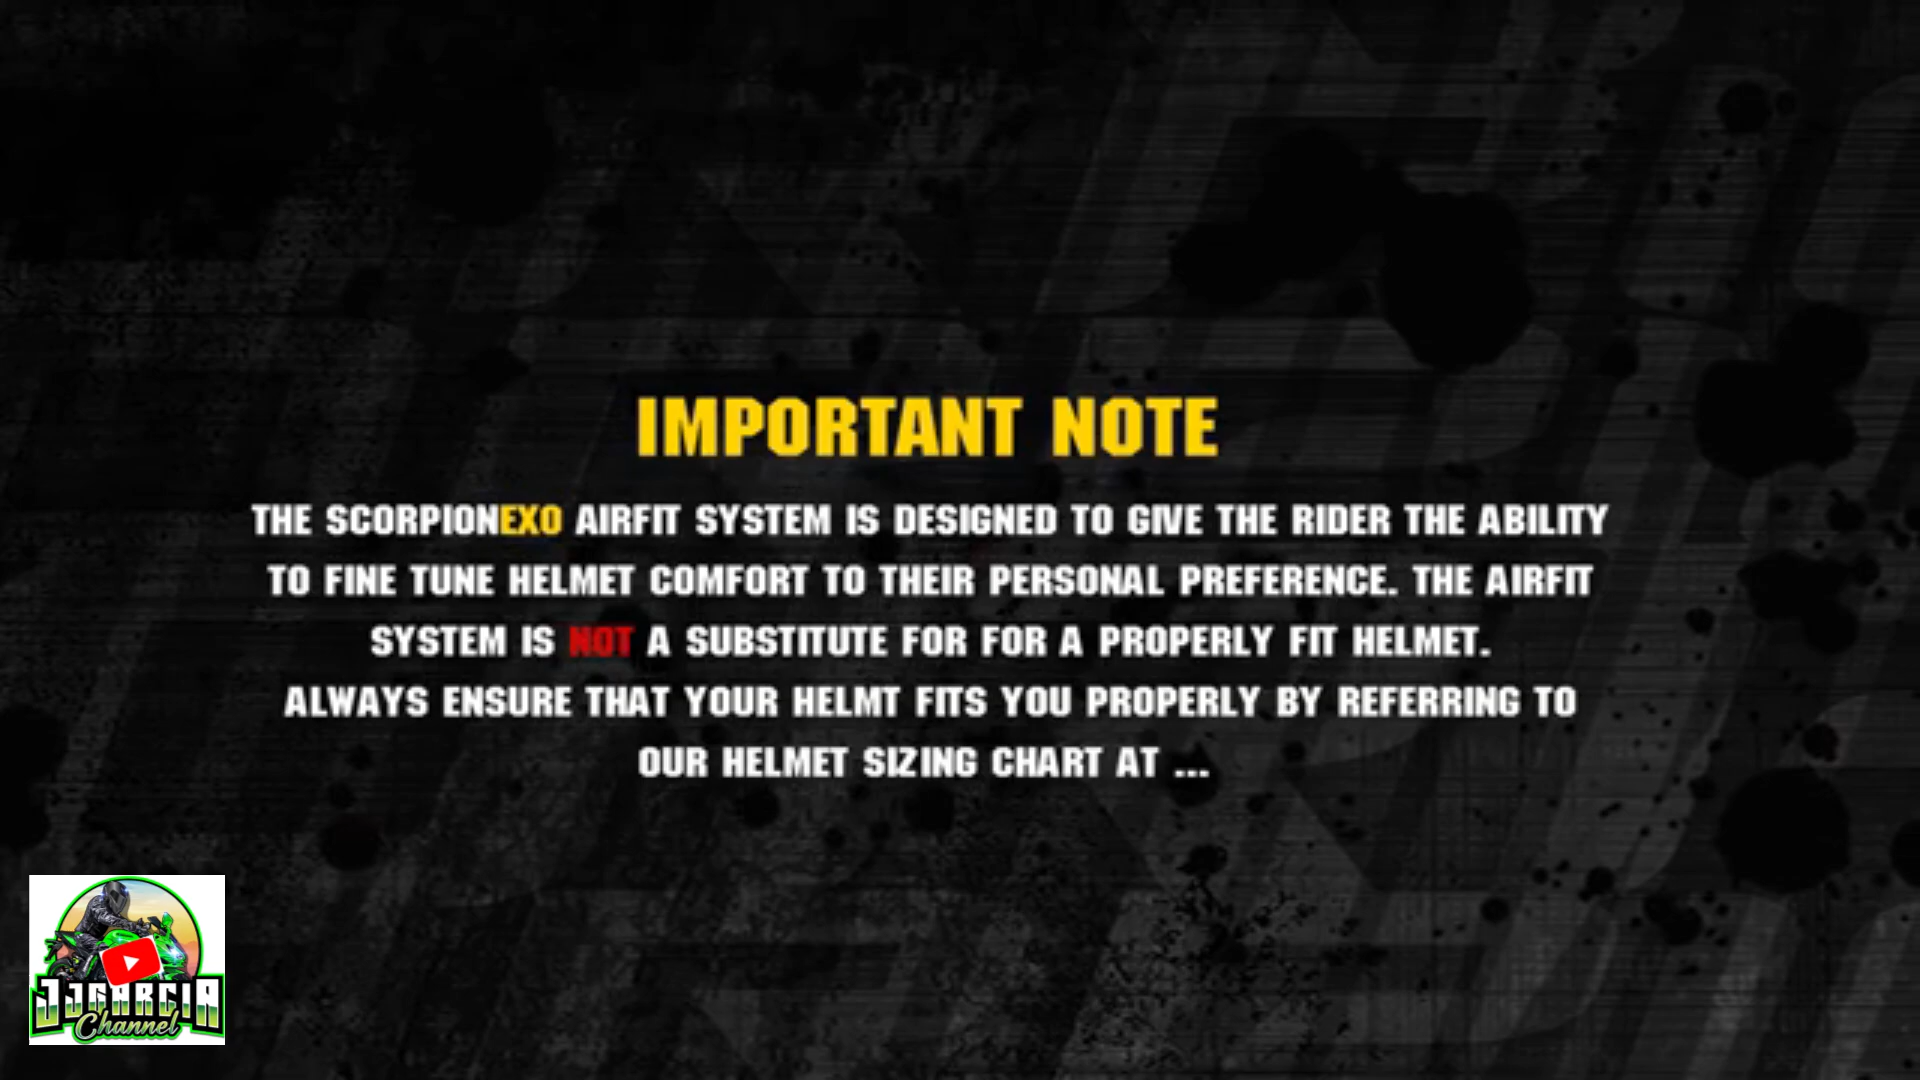 IMPORTANT NOTE
THE SCORPIONEXO AIRFIT SYSTEM IS DESIGNED TO GIVE THE RIDER THE ABILITY
TO FINE TUNE HELMET COMFORT TO THEIR PERSONAL PREFERENCE. THE AIRFIT
SYSTEM IS NOT A SUBSTITUTE FOR FOR A PROPERLY FIT HELMET.
ALWAYS ENSURE THAT YOUR HELMT FITS YOU PROPERLY BY REFERRING TO
OUR HELMET SIZING CHART AT ...
JJGARCIA
Channel